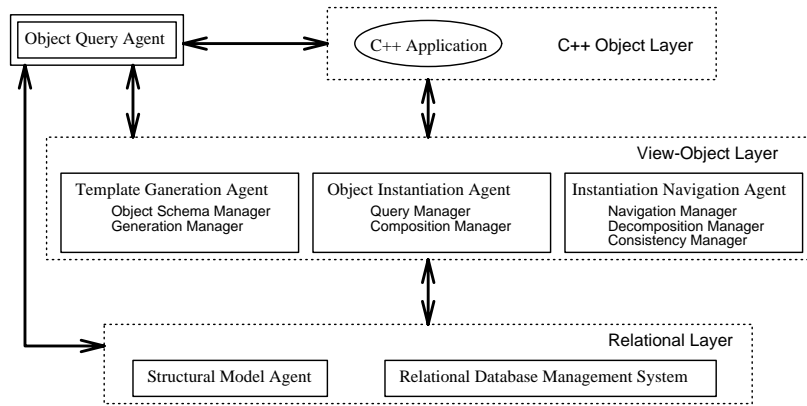 Object Query Agent
C++ Application
C++ Object Layer
View-Object Layer
Template Ganeration Agent
Object Schema Manager
Generation Manager
Object Instantiation Agent
Query Manager
Composition Manager
Instantiation Navigation Agent
Navigation Manager
Decomposition Manager
Consistency Manager
Relational Layer
Structural Model Agent
Relational Database Management System